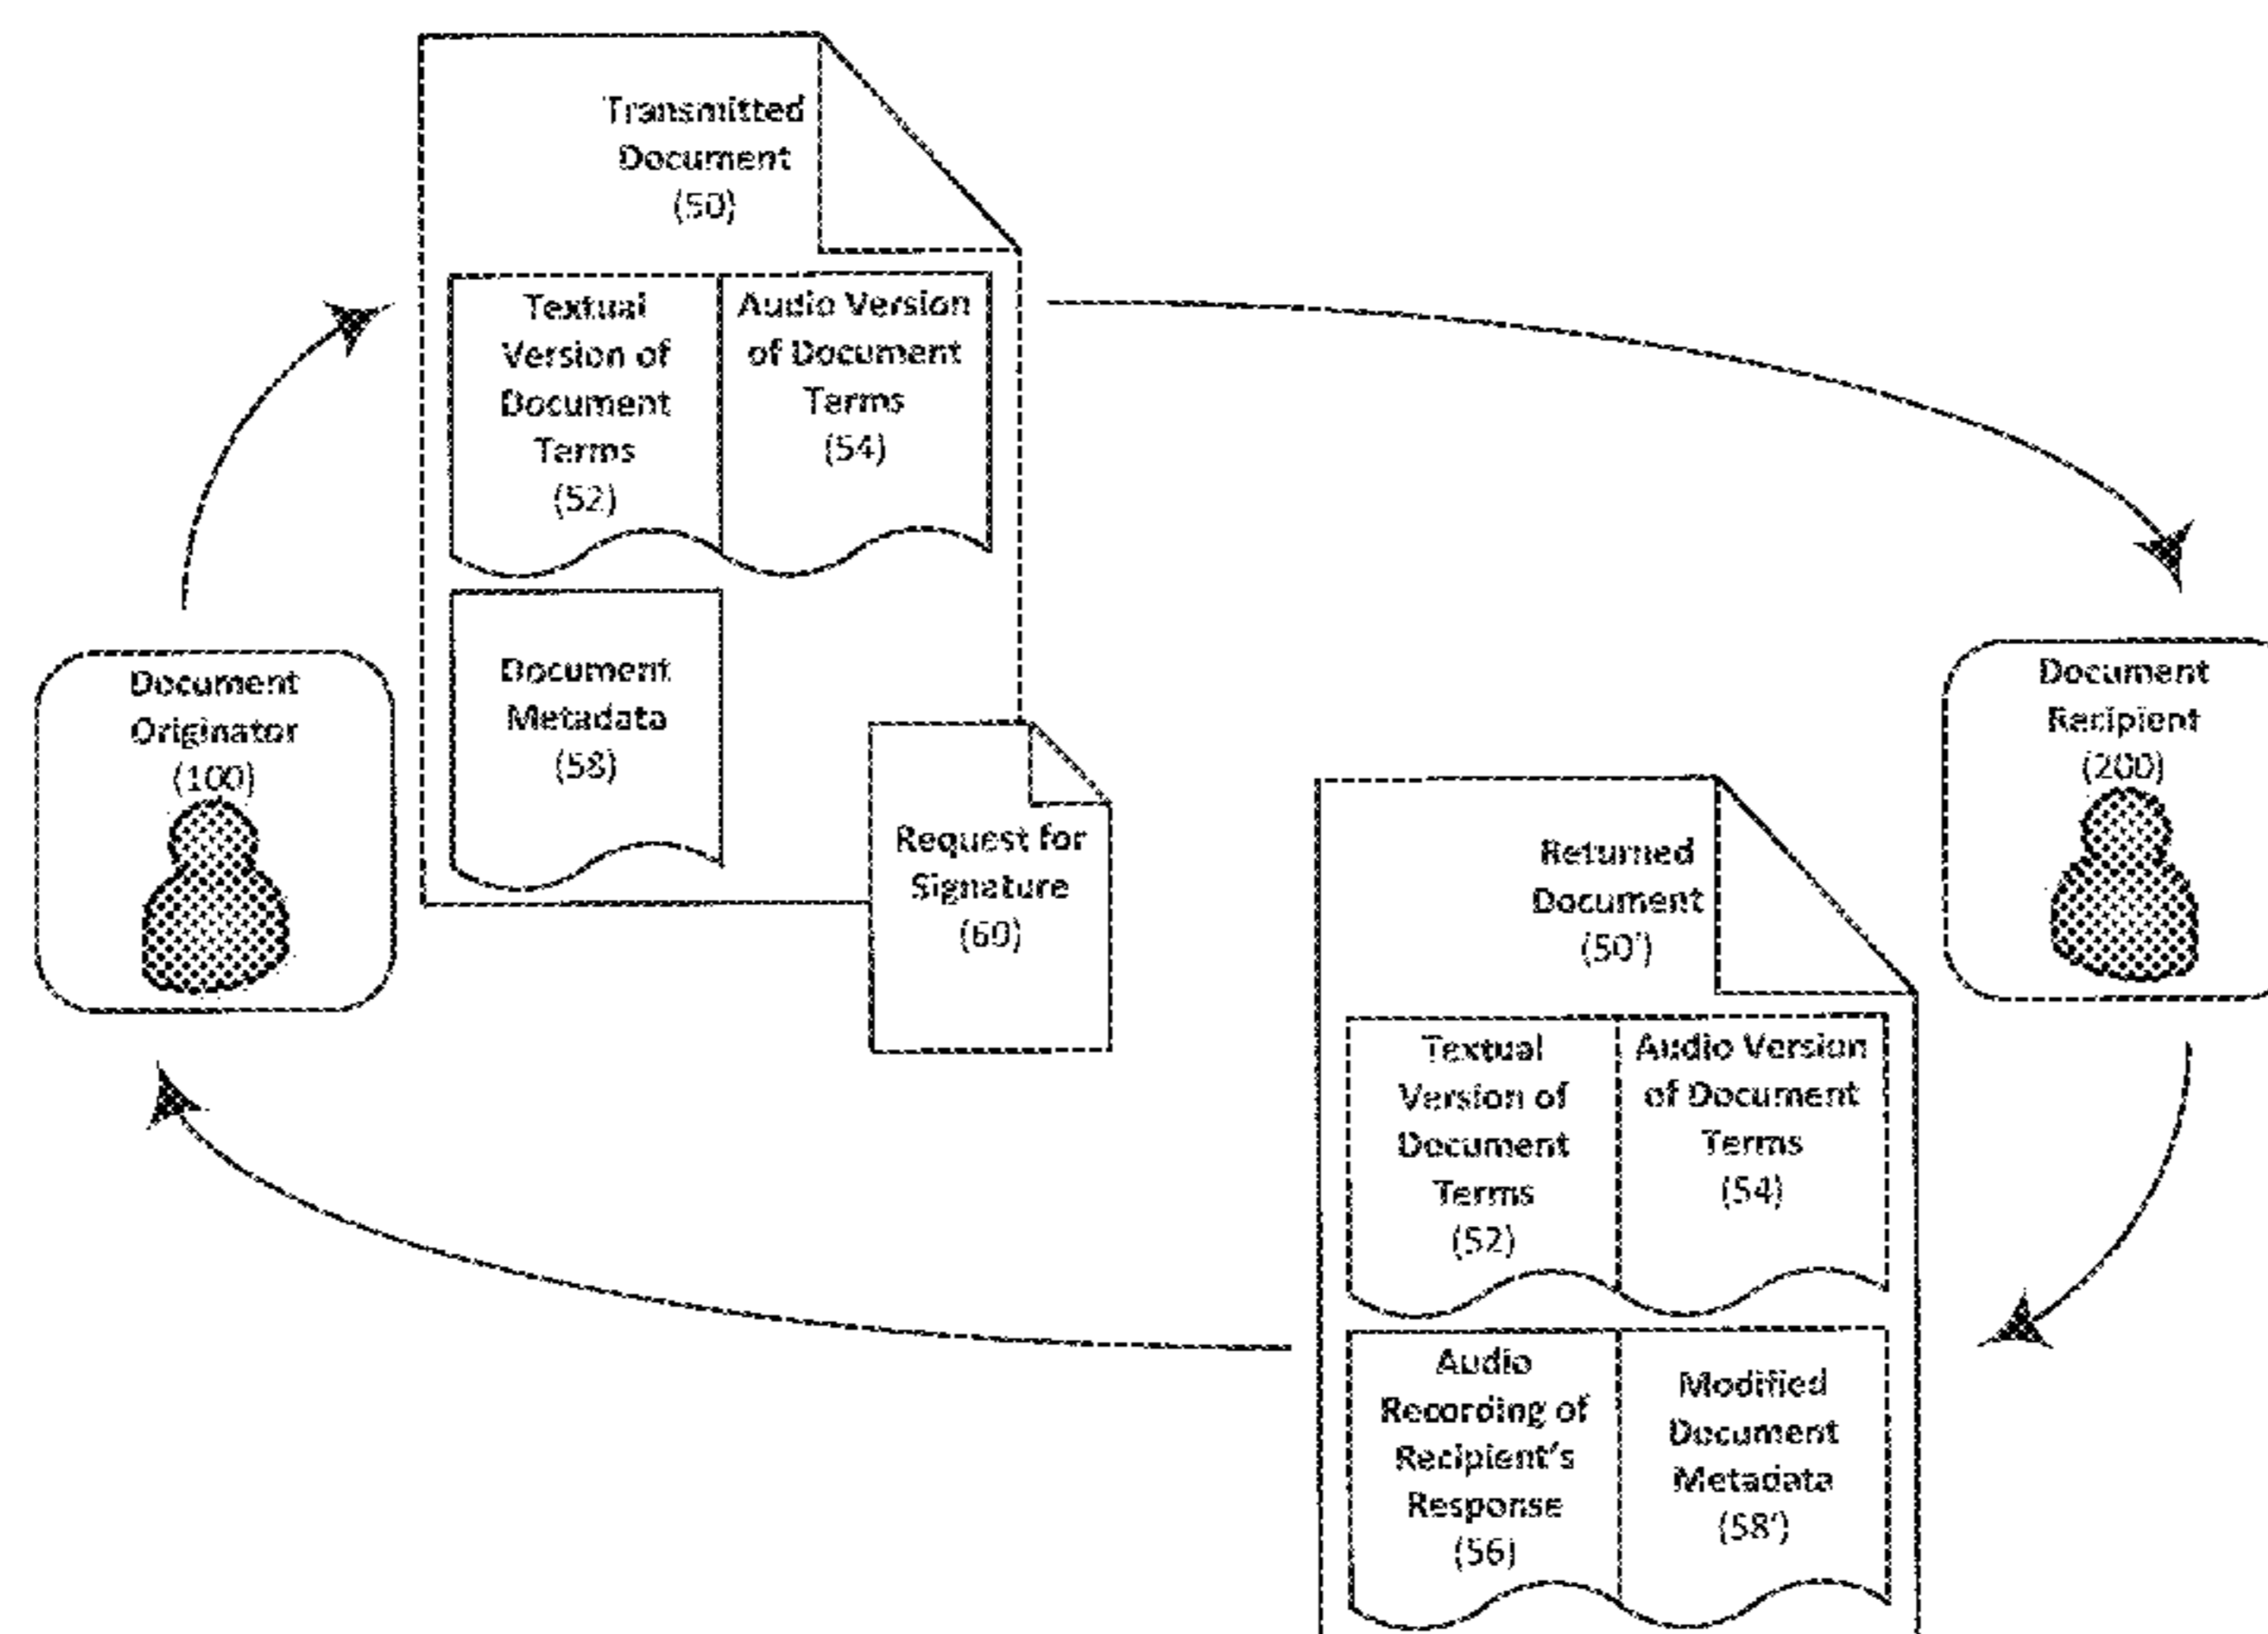 Transmitted
Document
(50)
Textual
Version of
Document
Terms
(52)
Audio Version
of Document
Terms
(54)
Document
Metadata
(58)
Request for
Signature
(60)
Document
Originator
(100)
Document
Recipient
(200)
Returned
Document
(50')
Textual
Version of
Document
Terms
(52)
Audio Version
of Document
Terms
(54)
Audio
Recording of
Recipient's
Response
(56)
Modified
Document
Metadata
(58')